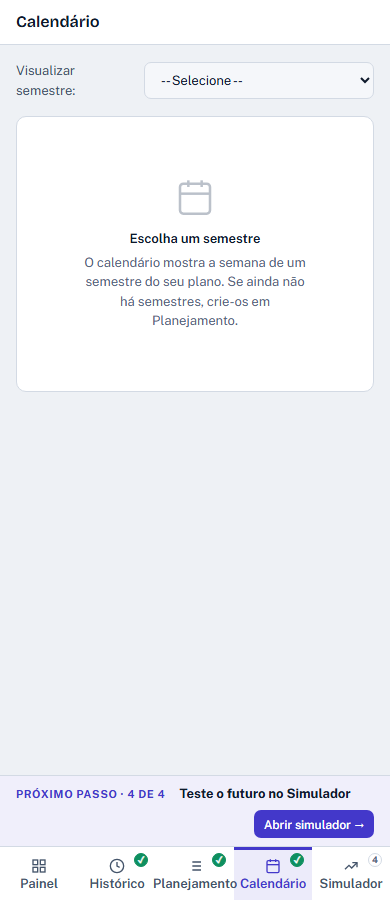 Calendário
Visualizar
semestre:
-- Selecione --
Escolha um semestre
O calendário mostra a semana de um
semestre do seu plano. Se ainda não
há semestres, crie-os em
Planejamento.
PRÓXIMO PASSO · 4 DE 4 Teste o futuro no Simulador
Abrir simulador →
4
Painel Histórico Planejamento Calendário Simulador